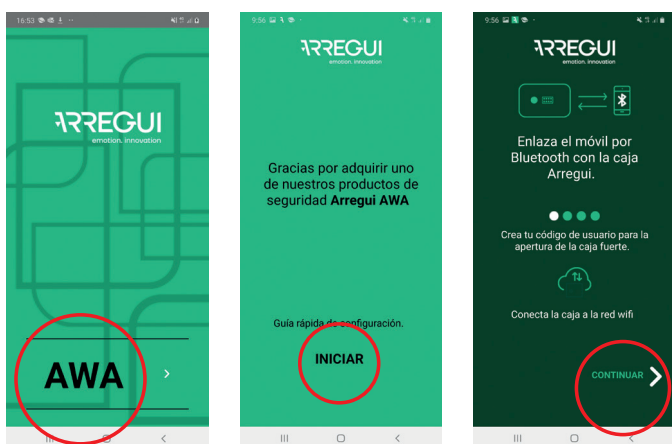 16:53
ARREGUI
emotion. innovation
AWA
9:56
ARREGUI
emotion. innovation
Gracias por adquirir uno
de nuestros productos de
seguridad Arregui AWA
Guía rápida de configuración.
INICIAR
9:56
ARREGUI
emotion. innovation
Enlaza el móvil por
Bluetooth con la caja
Arregui.
Crea tu código de usuario para la
apertura de la caja fuerte.
Conecta la caja a la red wifi
CONTINUAR